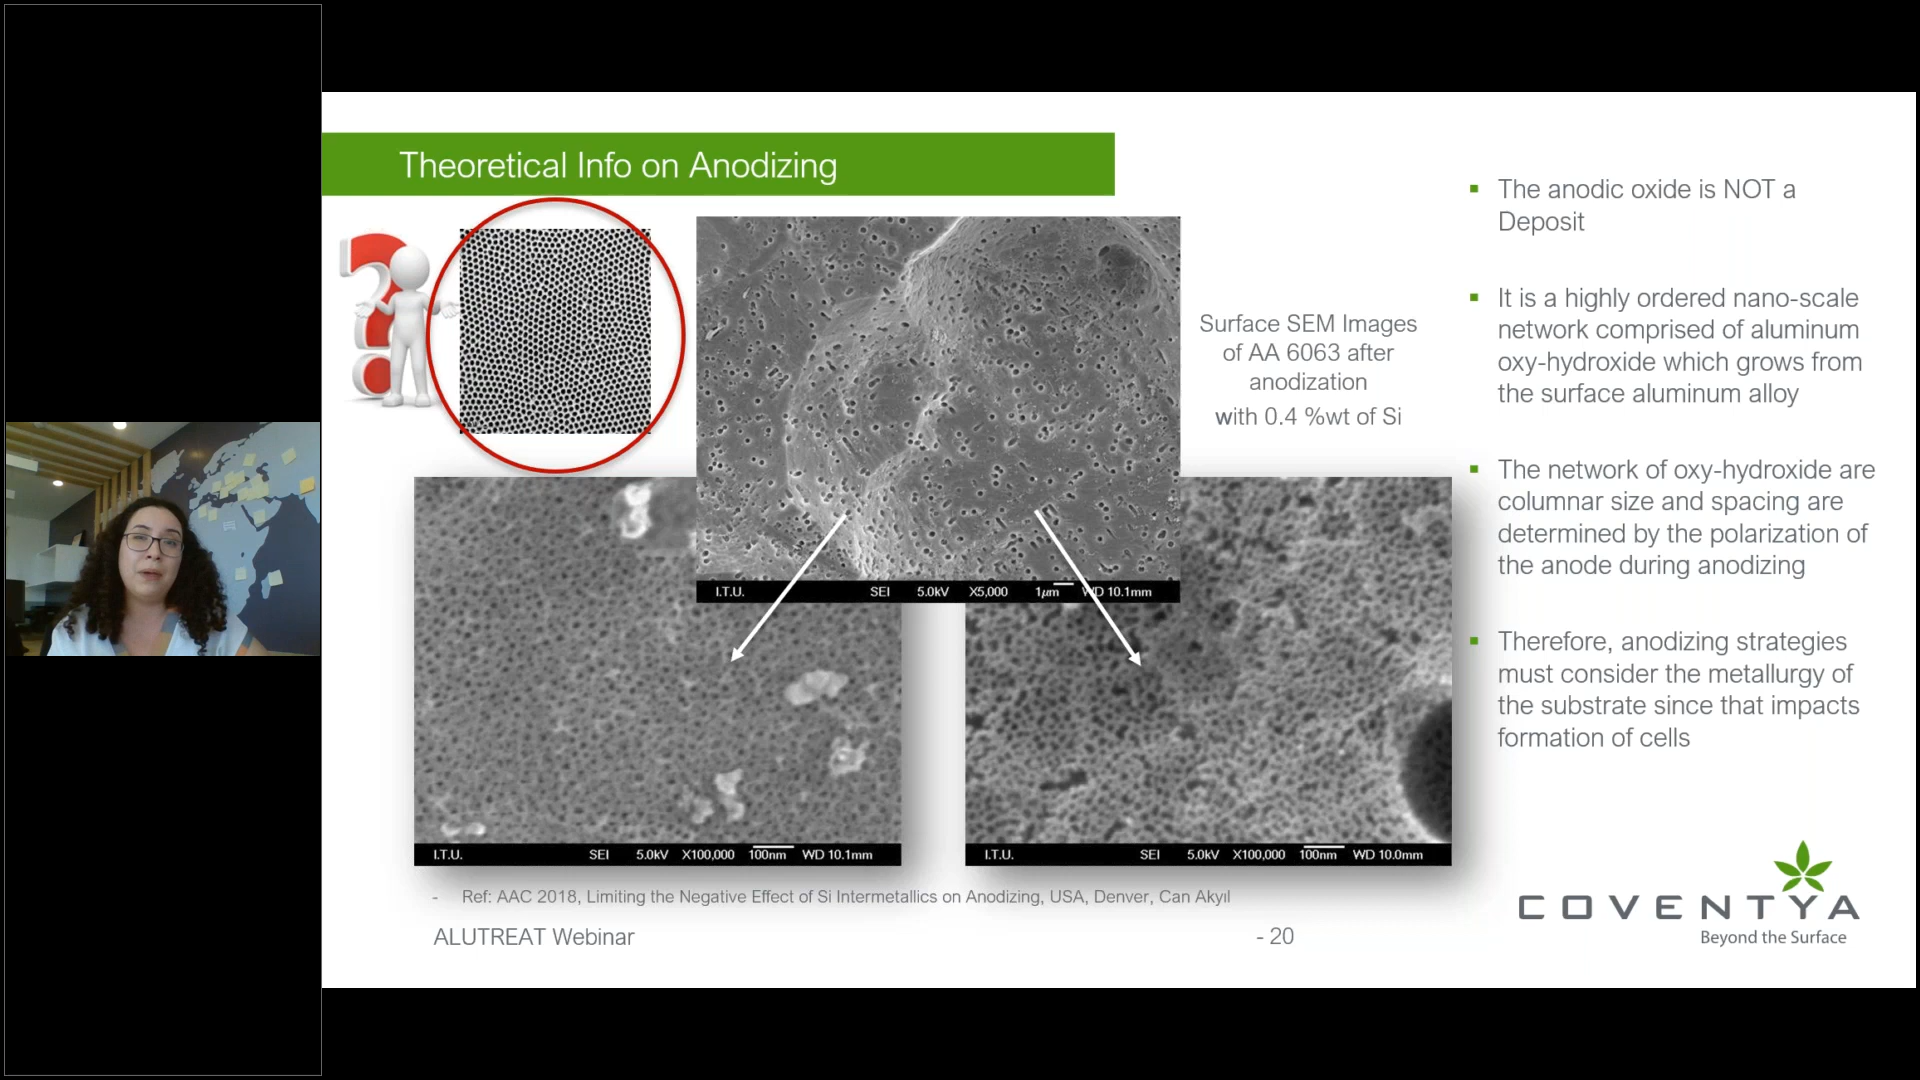 Theoretical Info on Anodizing
Surface SEM Images
of AA 6063 after
anodization
with 0.4 %wt of Si
I.T.U. SEI 5.0kV X5,000 1μm WD 10.1mm
I.T.U. SEI 5.0kV X100,000 100nm WD 10.1mm
I.T.U. SEI 5.0kV X100,000 100nm WD 10.0mm
▪ The anodic oxide is NOT a
Deposit
▪ It is a highly ordered nano-scale
network comprised of aluminum
oxy-hydroxide which grows from
the surface aluminum alloy
▪ The network of oxy-hydroxide are
columnar size and spacing are
determined by the polarization of
the anode during anodizing
▪ Therefore, anodizing strategies
must consider the metallurgy of
the substrate since that impacts
formation of cells
- Ref: AAC 2018, Limiting the Negative Effect of Si Intermetallics on Anodizing, USA, Denver, Can Akyıl
ALUTREAT Webinar
- 20
COVENTYA
Beyond the Surface